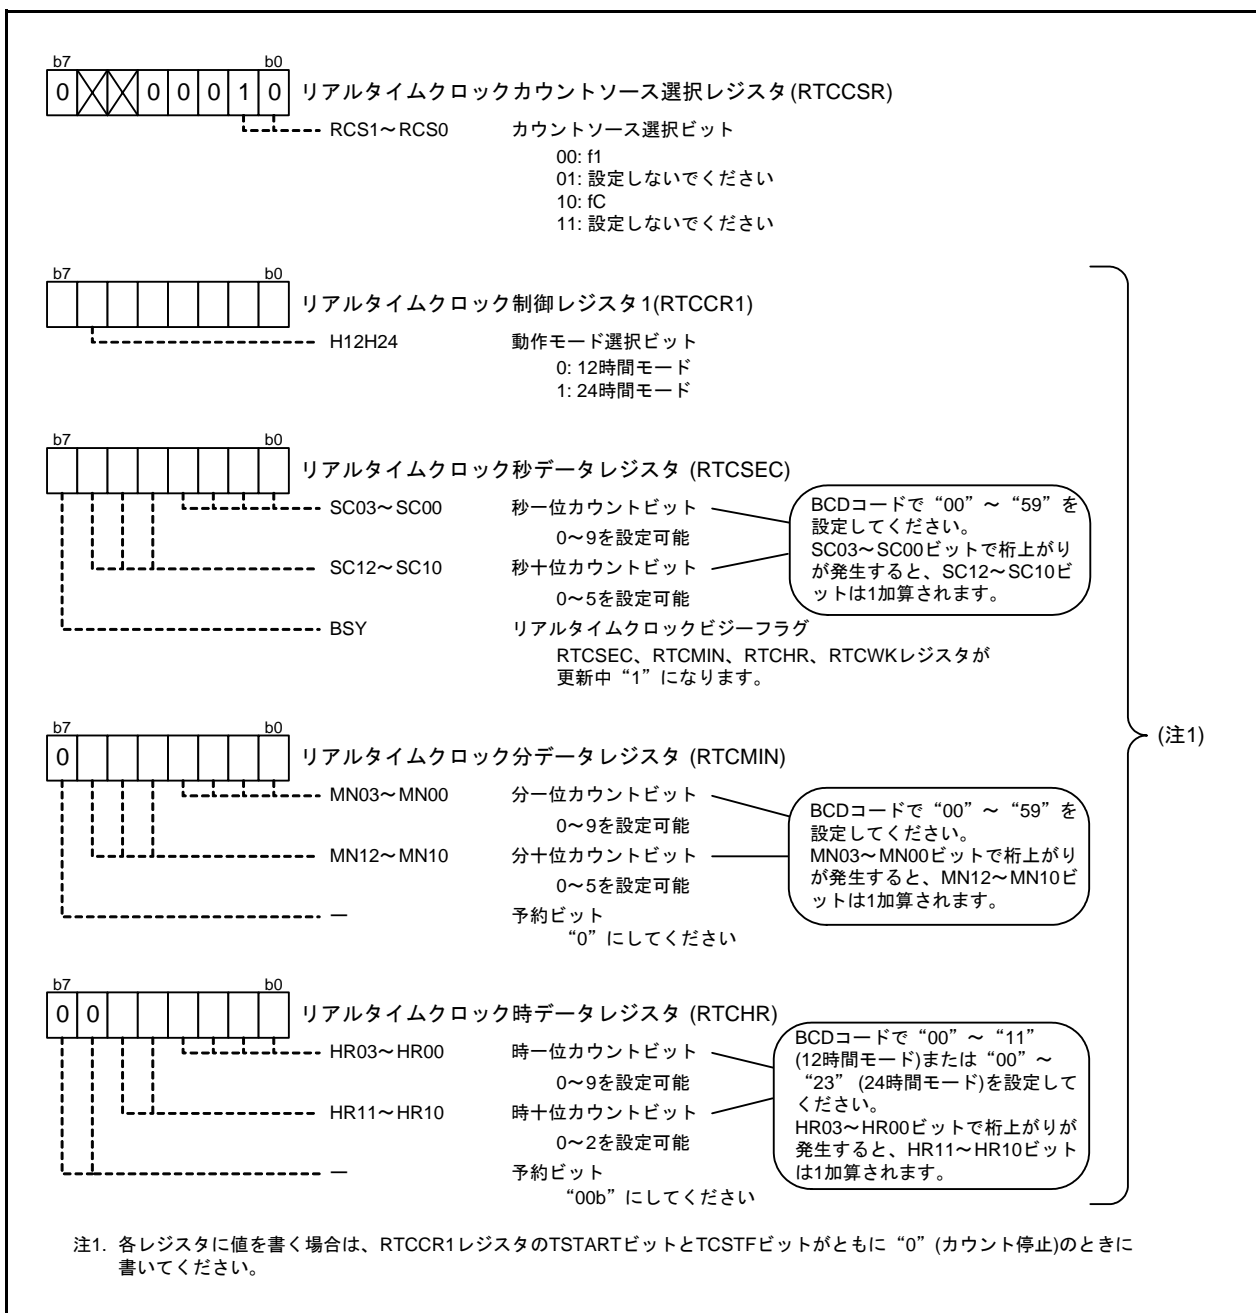 b7 b0
0 0 0 0 1 0 リアルタイムクロックカウントソース選択レジスタ(RTCCSR)
RCS1～RCS0 カウントソース選択ビット
00: f1
01: 設定しないでください
10: fC
11: 設定しないでください
b7 b0
リアルタイムクロック制御レジスタ1(RTCCR1)
H12H24 動作モード選択ビット
0: 12時間モード
1: 24時間モード
b7 b0
リアルタイムクロック秒データレジスタ (RTCSEC)
SC03～SC00 秒一位カウントビット
0～9を設定可能
SC12～SC10 秒十位カウントビット
0～5を設定可能
BCDコードで“00”～“59”を
設定してください。
SC03～SC00ビットで桁上がり
が発生すると、SC12～SC10ビ
ットは1加算されます。
BSY リアルタイムクロックビジーフラグ
RTCSEC、RTCMIN、RTCHR、RTCWKレジスタが
更新中“1”になります。
(注1)
b7 b0
0 リアルタイムクロック分データレジスタ (RTCMIN)
MN03～MN00 分一位カウントビット
0～9を設定可能
MN12～MN10 分十位カウントビット
0～5を設定可能
BCDコードで“00”～“59”を
設定してください。
MN03～MN00ビットで桁上がり
が発生すると、MN12～MN10ビ
ットは1加算されます。
― 予約ビット
“0”にしてください
b7 b0
0 0 リアルタイムクロック時データレジスタ (RTCHR)
HR03～HR00 時一位カウントビット
0～9を設定可能
HR11～HR10 時十位カウントビット
0～2を設定可能
BCDコードで“00”～“11”
(12時間モード)または“00”～
“23” (24時間モード)を設定して
ください。
HR03～HR00ビットで桁上がりが
発生すると、HR11～HR10ビット
は1加算されます。
― 予約ビット
“00b”にしてください
注1. 各レジスタに値を書く場合は、RTCCR1レジスタのTSTARTビットとTCSTFビットがともに“0”(カウント停止)のときに
書いてください。